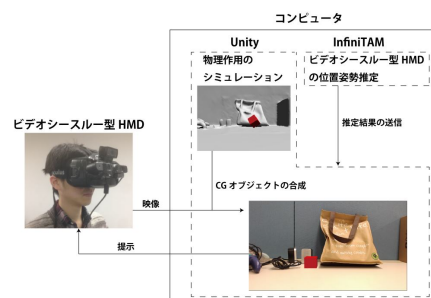 コンピュータ
Unity
InfiniTAM
物理作用の
シミュレーション
ビデオシースルー型 HMD
の位置姿勢推定
ビデオシースルー型 HMD
推定結果の送信
CG オブジェクトの合成
映像
提示